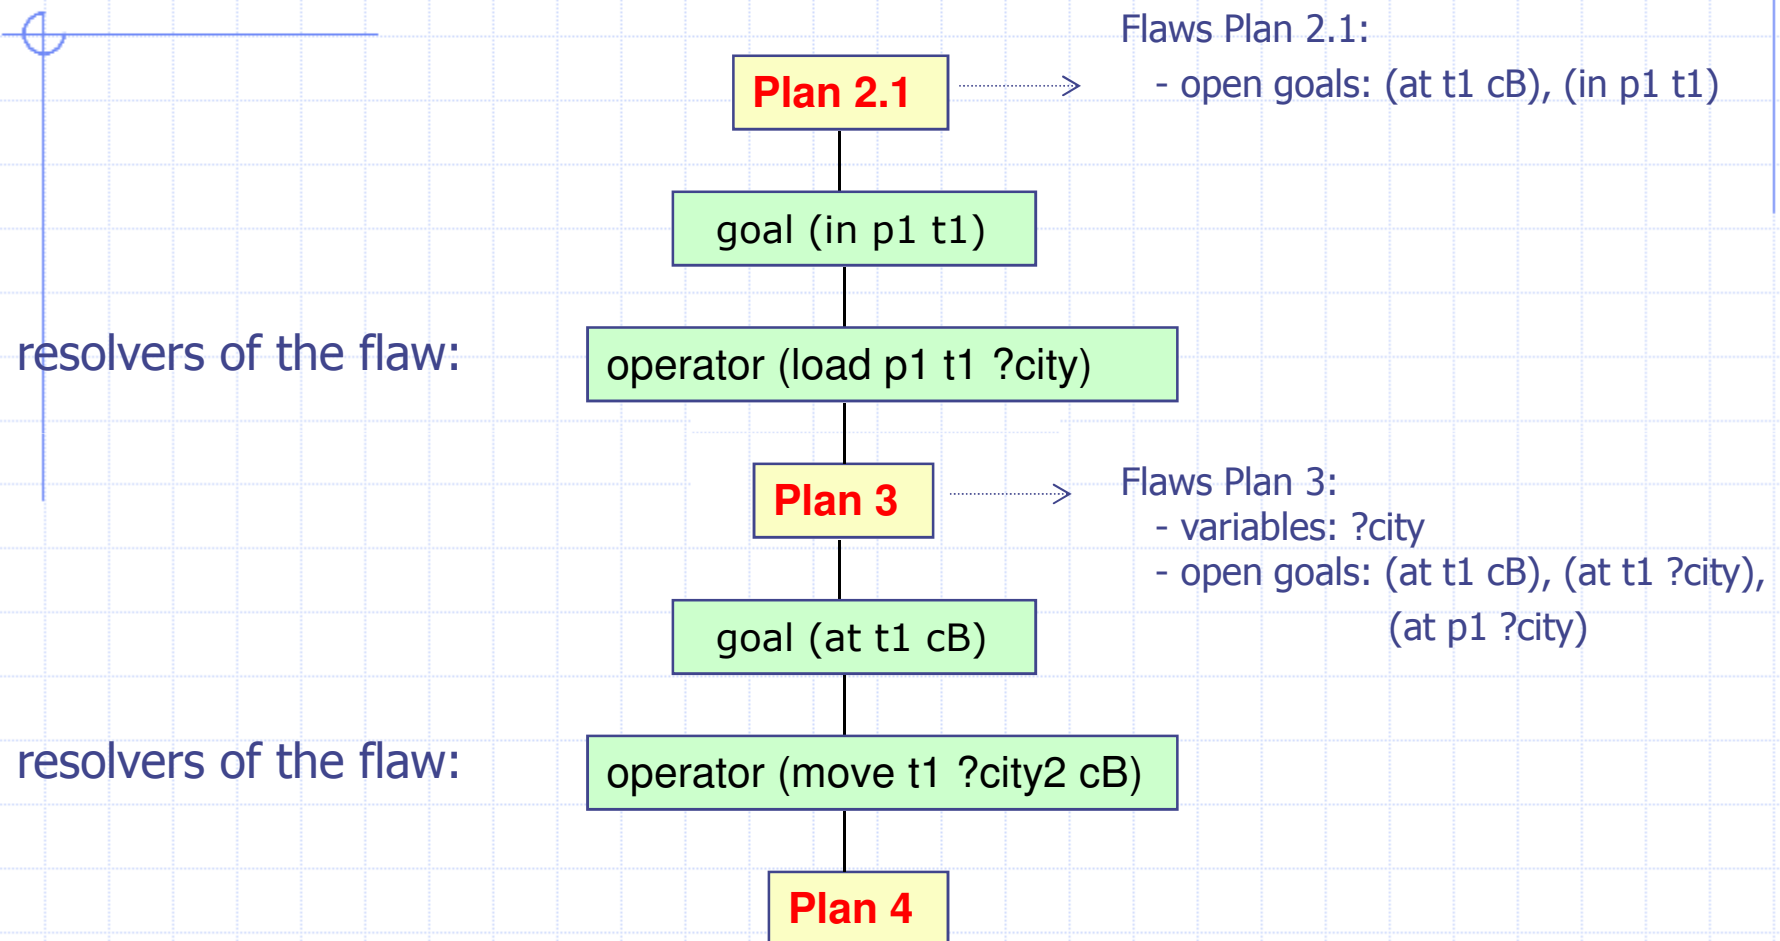 Flaws Plan 2.1:
Plan 2.1
- open goals: (at t1 cB), (in p1 t1)
goal (in p1 t1)
resolvers of the flaw:
operator (load p1 t1 ?city)
Plan 3
Flaws Plan 3:
- variables: ?city
- open goals: (at t1 cB), (at t1 ?city),
(at p1 ?city)
goal (at t1 cB)
resolvers of the flaw:
operator (move t1 ?city2 cB)
Plan 4